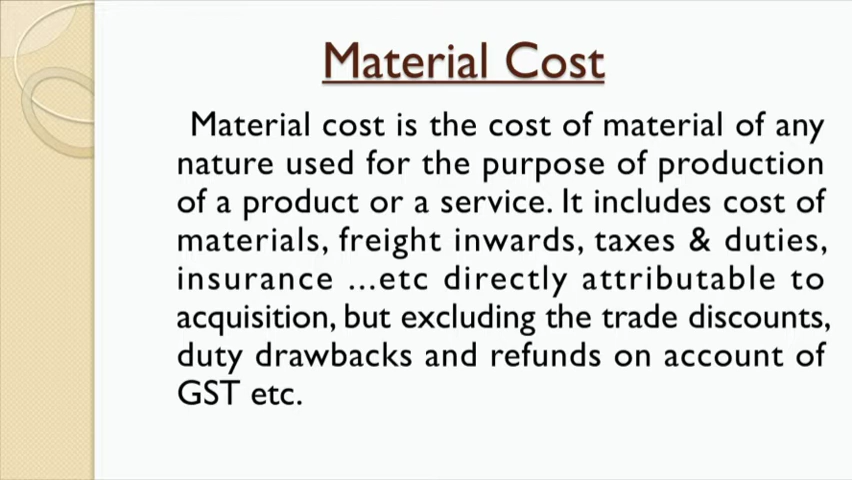 Material Cost
Material cost is the cost of material of any
nature used for the purpose of production
of a product or a service. It includes cost of
materials, freight inwards, taxes & duties,
insurance ...etc directly attributable to
acquisition, but excluding the trade discounts,
duty drawbacks and refunds on account of
GST etc.